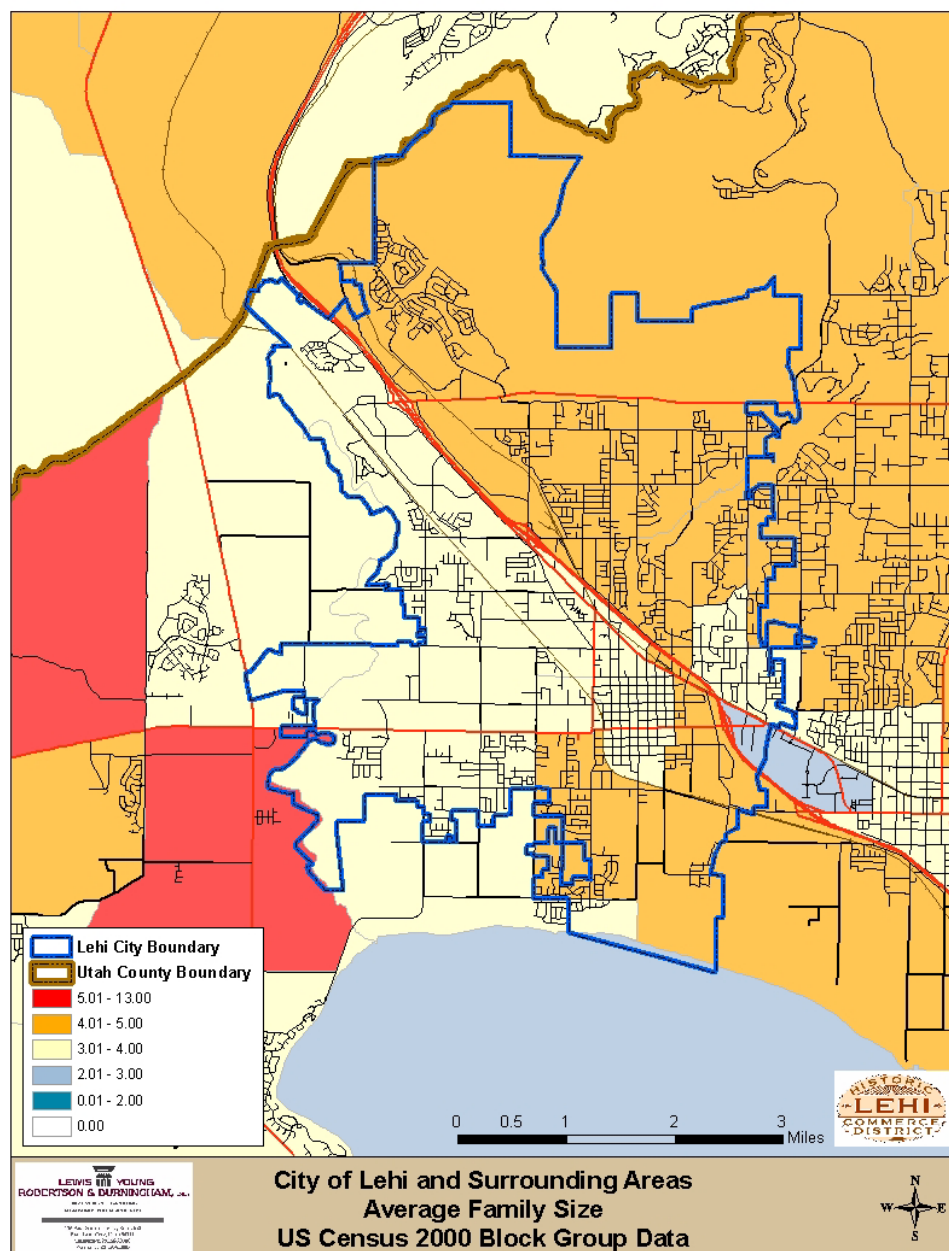 Lehi City Boundary
Utah County Boundary
5.01 - 13.00
4.01 - 5.00
3.01 - 4.00
2.01 - 3.00
0.01 - 2.00
0.00
0 0.5 1 2 3
Miles
HISTORIC
LEHI
COMMERCE
DISTRICT
LEWIS YOUNG
ROBERTSON & BURNINGHAM, INC.
City of Lehi and Surrounding Areas
Average Family Size
US Census 2000 Block Group Data
N
W E
S